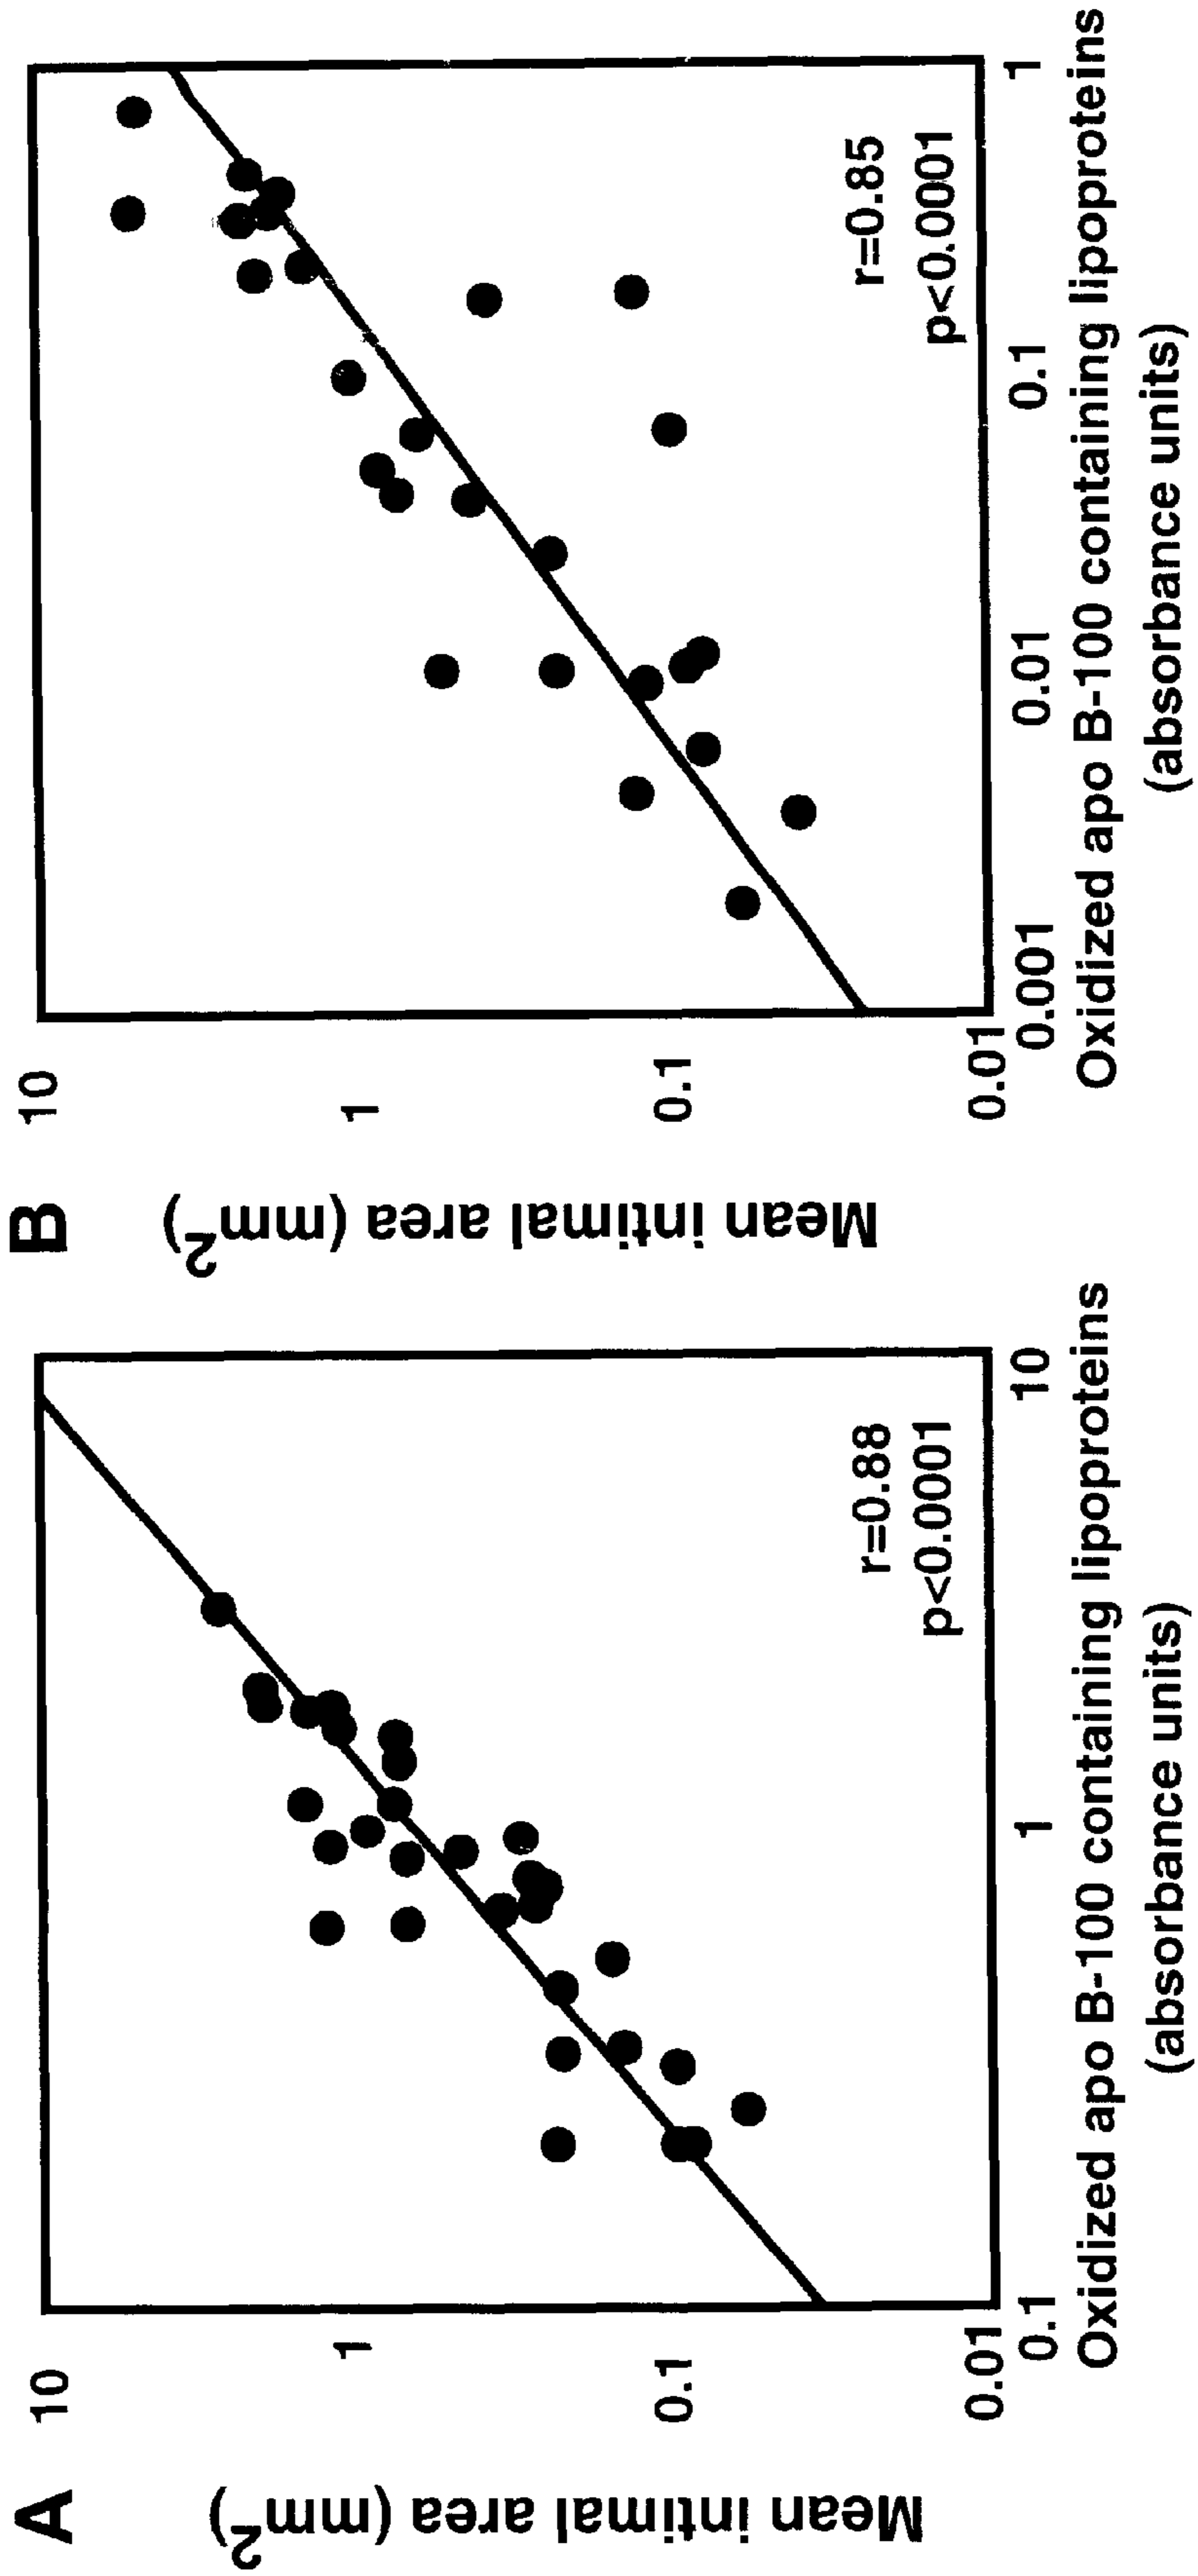 A
Mean intimal area (mm2)
10
1
0.1
0.01
r=0.88
p<0.0001
0.1
1
10
Oxidized apo B-100 containing lipoproteins
(absorbance units)
B
Mean intimal area (mm2)
10
1
0.1
0.01
r=0.85
p<0.0001
0.001
0.01
0.1
1
Oxidized apo B-100 containing lipoproteins
(absorbance units)